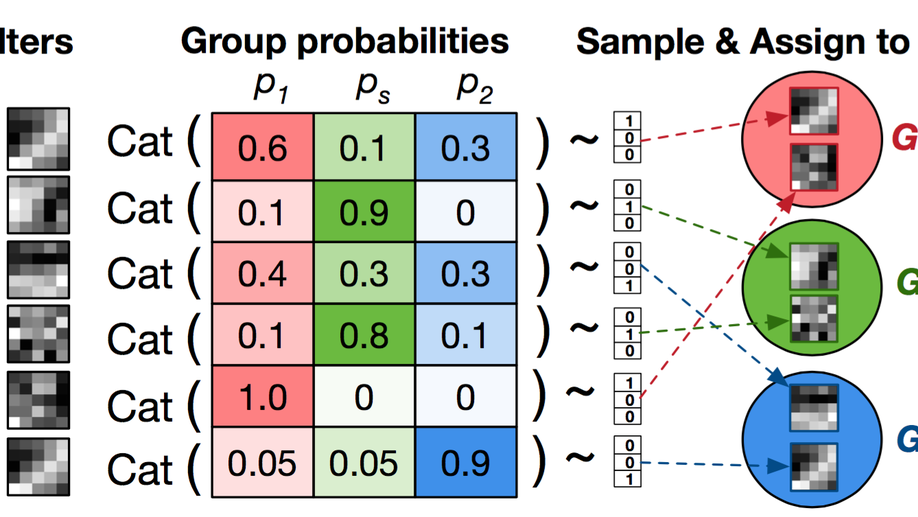 lters Group probabilities Sample & Assign to
p1 ps p2
Cat ( 0.6 0.1 0.3 ) ~ 1 0 0
Cat ( 0.1 0.9 0 ) ~ 0 1 0
Cat ( 0.4 0.3 0.3 ) ~ 0 0 1
Cat ( 0.1 0.8 0.1 ) ~ 0 1 0
Cat ( 1.0 0 0 ) ~ 1 0 0
Cat ( 0.05 0.05 0.9 ) ~ 0 0 1
G
G
G